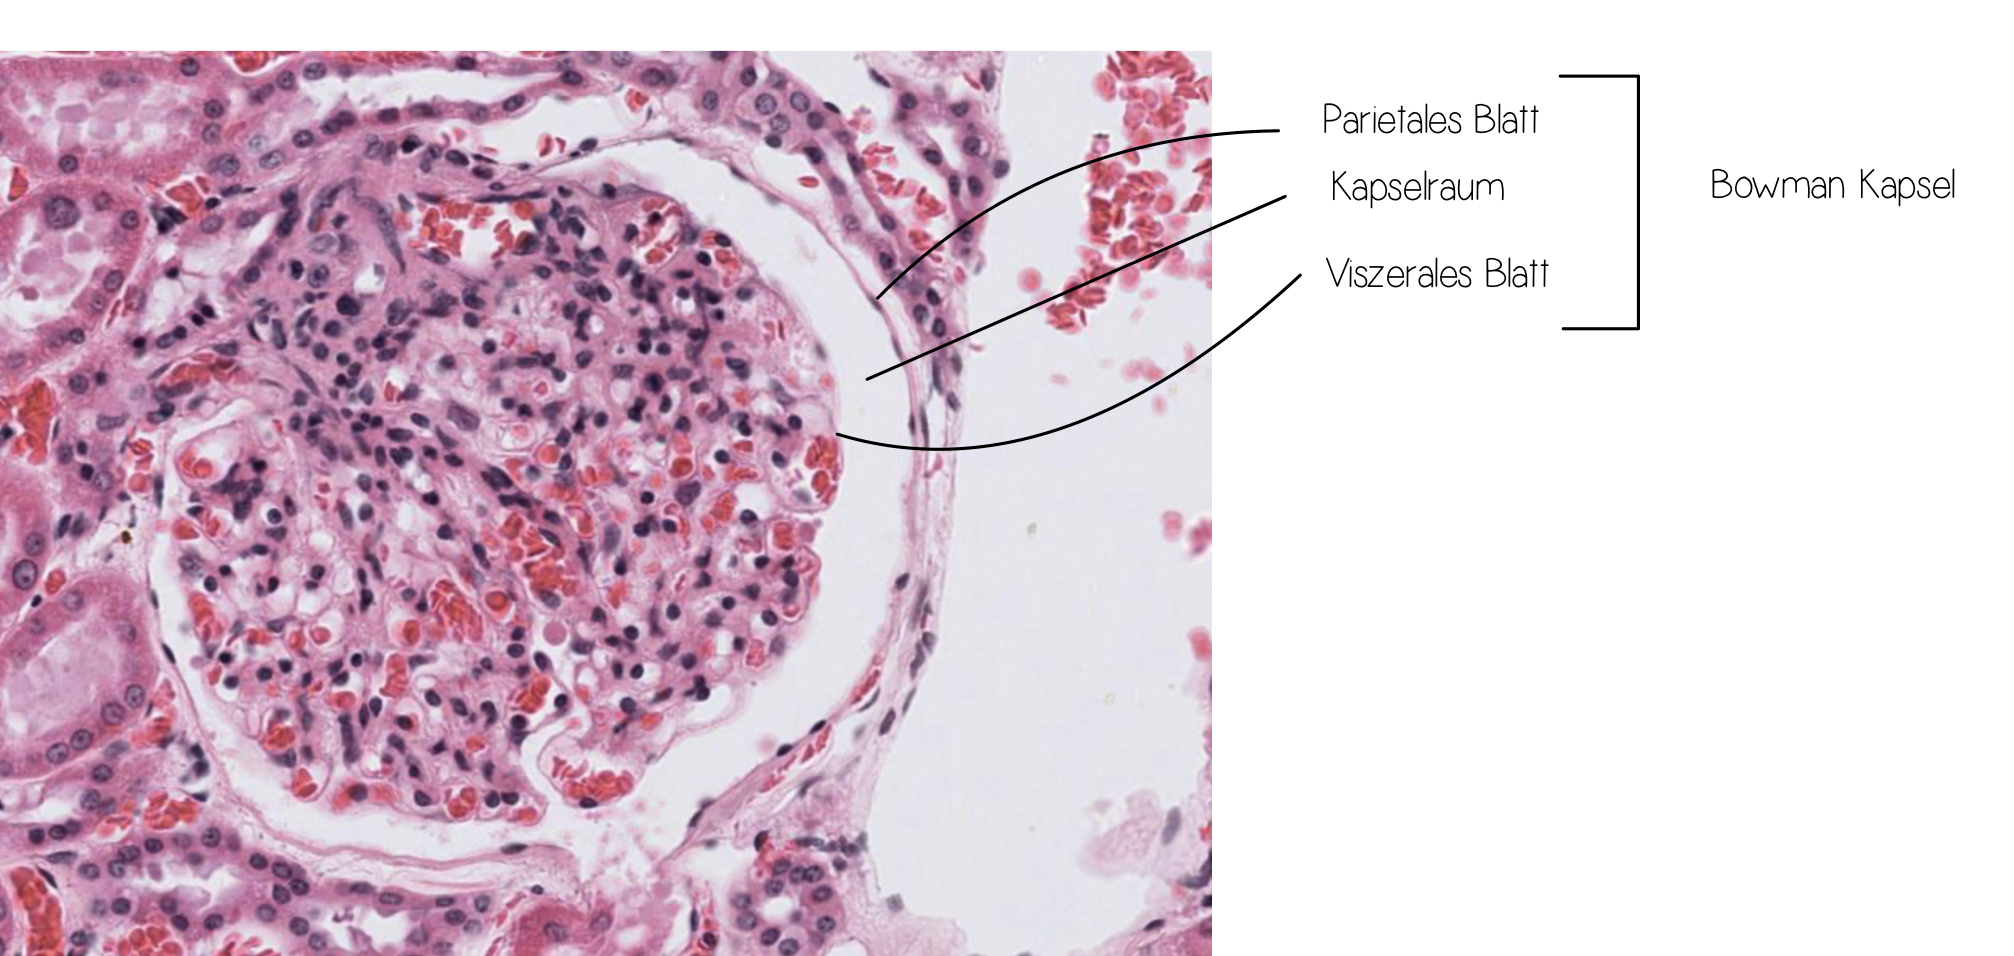 Parietales Blatt
Kapselraum
Viszerales Blatt
Bowman Kapsel